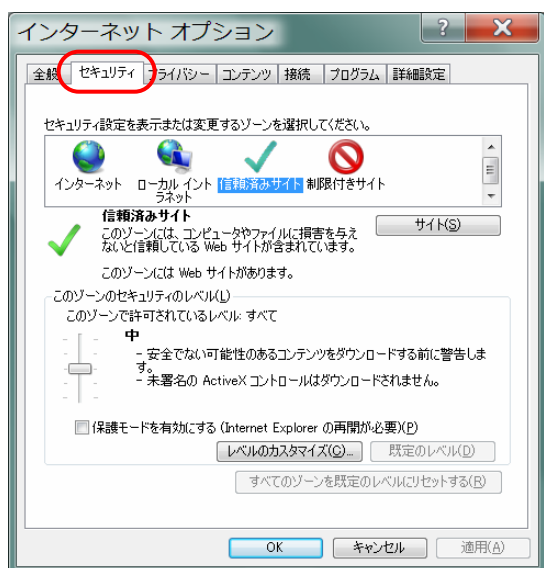 インターネット オプション
全般 セキュリティ プライバシー コンテンツ 接続 プログラム 詳細設定
セキュリティ設定を表示または変更するゾーンを選択してください。
インターネット ローカル イント 信頼済みサイト 制限付きサイト
ラネット
信頼済みサイト
サイト(S)
このゾーンには、コンピュータやファイルに損害を与え
ないと信頼している Web サイトが含まれています。
このゾーンには Web サイトがあります。
このゾーンのセキュリティのレベル(L)
このゾーンで許可されているレベル: すべて
中
- 安全でない可能性のあるコンテンツをダウンロードする前に警告しま
す。
- 未署名の ActiveX コントロールはダウンロードされません。
保護モードを有効にする (Internet Explorer の再開が必要)(P)
レベルのカスタマイズ(C)... 既定のレベル(D)
すべてのゾーンを既定のレベルにリセットする(R)
OK キャンセル 適用(A)